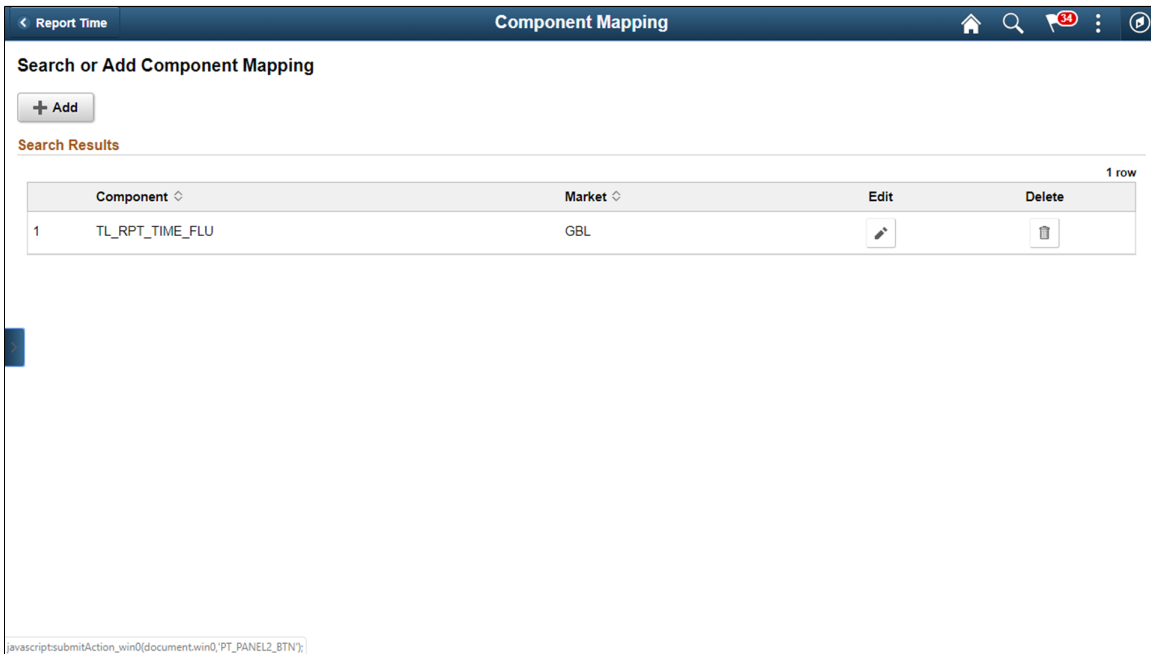 Report Time
Component Mapping
34
Search or Add Component Mapping
Add
Search Results
1 row
Component Market Edit Delete
1 TL_RPT_TIME_FLU GBL
javascript:submitAction_win0(document.win0,'PT_PANEL2_BTN');